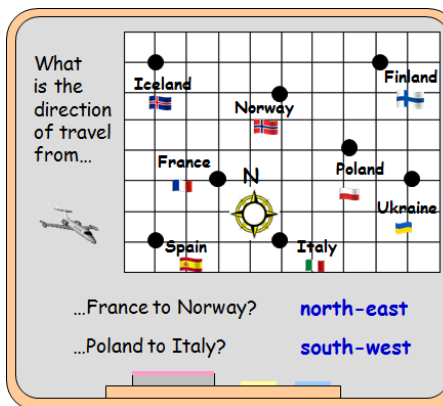 What
is the
direction
of travel
from...
Iceland
Finland
Norway
France
N
Poland
Ukraine
Spain
Italy
...France to Norway? north-east
...Poland to Italy? south-west